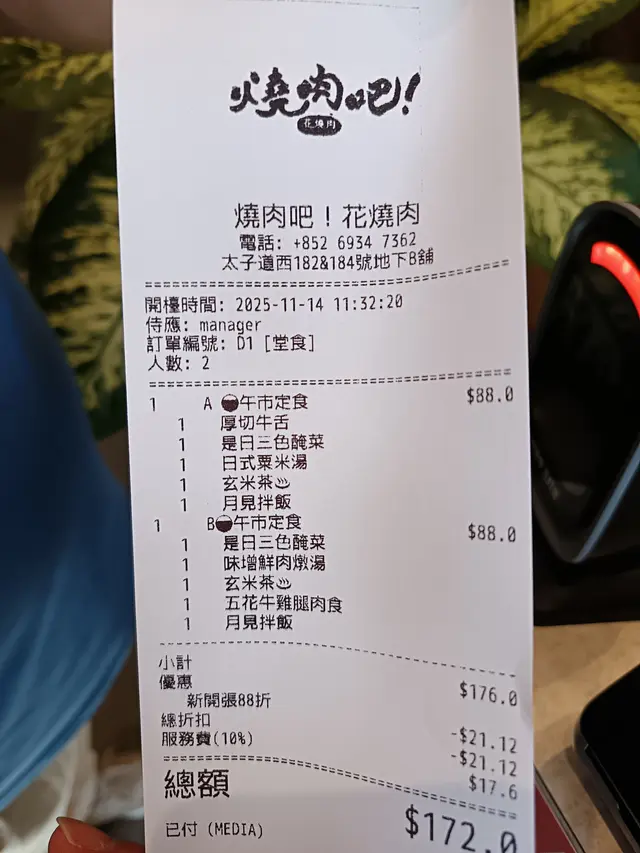 燒肉吧!
花燒肉
燒肉吧！花燒肉
電話: +852 6934 7362
太子道西182&184號地下B舖
開檯時間: 2025-11-14 11:32:20
侍應: manager
訂單編號: D1 [堂食]
人數: 2
1 A 午市定食 $88.0
1 厚切牛舌
1 是日三色醃菜
1 日式粟米湯
1 玄米茶♨
1 月見拌飯
1 B 午市定食 $88.0
1 是日三色醃菜
1 味增鮮肉燉湯
1 玄米茶♨
1 五花牛雞腿肉食
1 月見拌飯
小計 $176.0
優惠
新開張88折 -$21.12
總折扣 -$21.12
服務費(10%) $17.6
總額 $172.0
已付 (MEDIA)